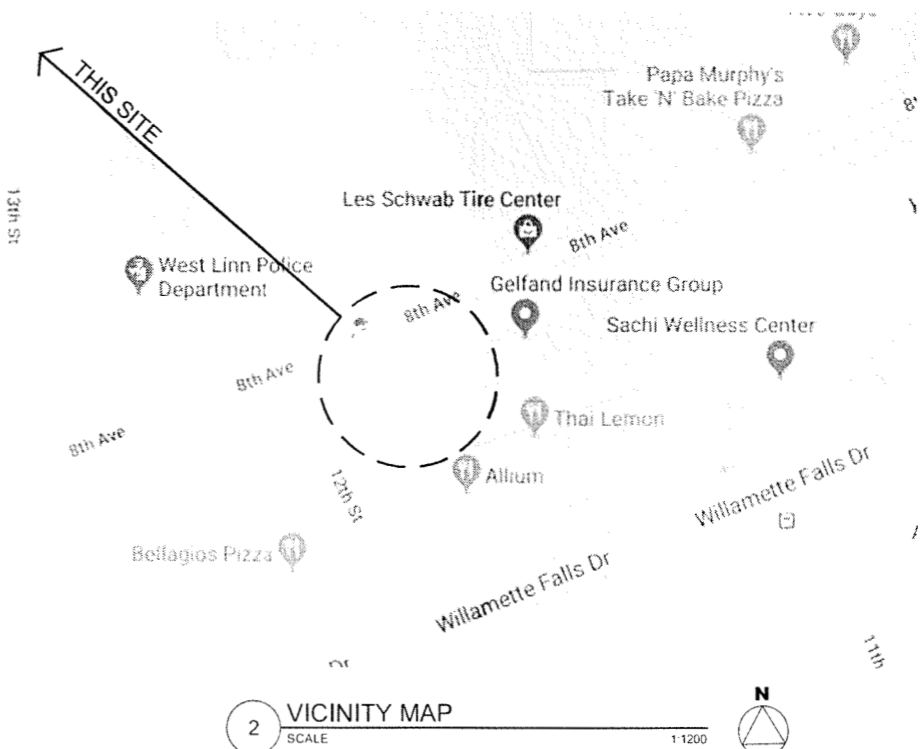 Papa Murphy's
Take 'N' Bake Pizza
THIS SITE
13th St
Les Schwab Tire Center
8th Ave
West Linn Police
Department
Gelfand Insurance Group
8th Ave
Sachi Wellness Center
8th Ave
Thai Lemon
8th Ave
Allium
12th St
Willamette Falls Dr
Bellagios Pizza
Willamette Falls Dr
11th
Dr
2
VICINITY MAP
SCALE
1:1200
N